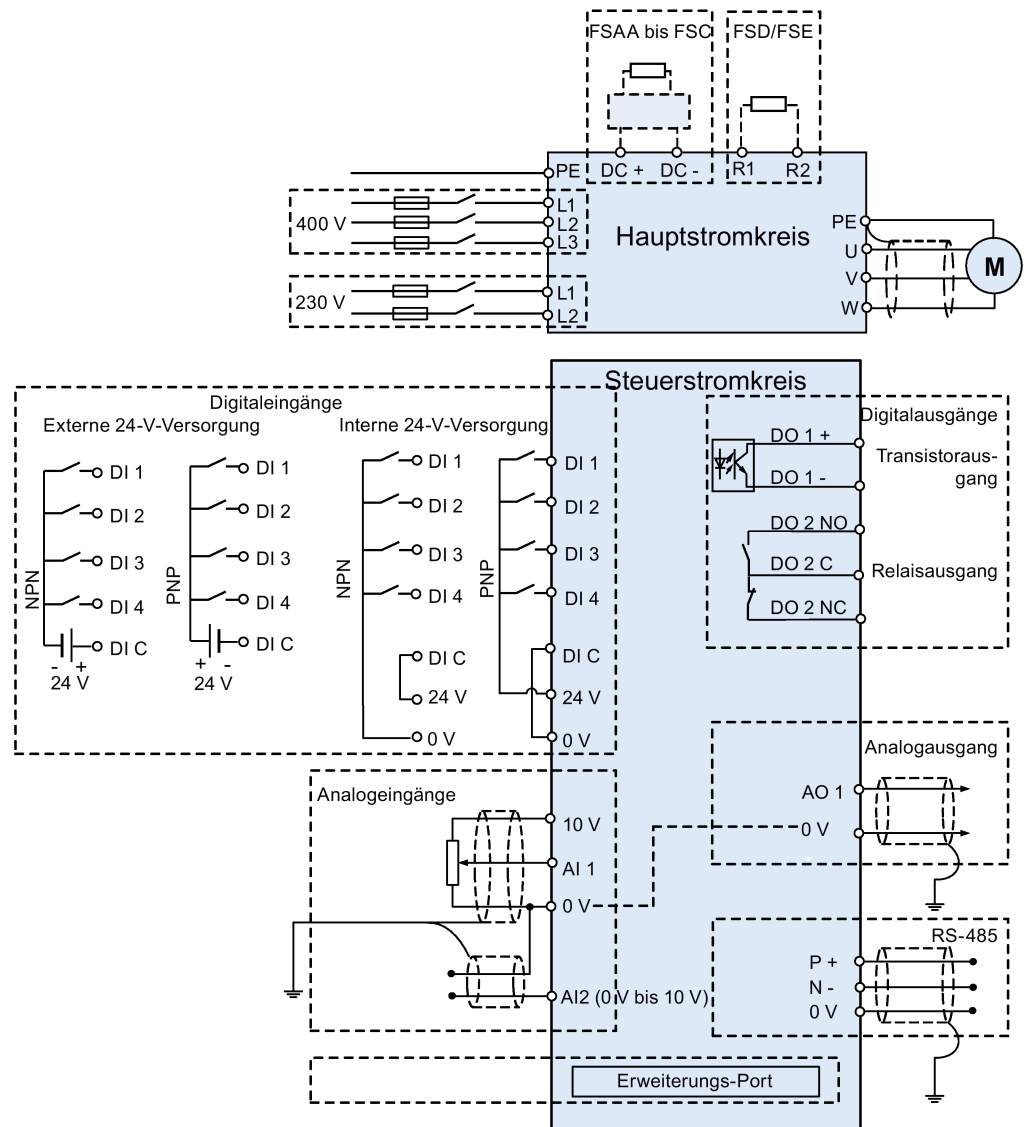 FSAA bis FSC
FSD/FSE
PE
DC +
DC -
R1
R2
400 V
L1
L2
L3
Hauptstromkreis
PE
U
V
W
M
230 V
L1
L2
Steuerstromkreis
Digitaleingänge
Externe 24-V-Versorgung
Interne 24-V-Versorgung
NPN
DI 1
DI 2
DI 3
DI 4
DI C
- +
24 V
PNP
DI 1
DI 2
DI 3
DI 4
DI C
+ -
24 V
NPN
DI 1
DI 2
DI 3
DI 4
DI C
24 V
0 V
PNP
DI 1
DI 2
DI 3
DI 4
DI C
24 V
0 V
Digitalausgänge
DO 1 +
DO 1 -
Transistoraus-
gang
DO 2 NO
DO 2 C
DO 2 NC
Relaisausgang
Analogausgang
AO 1
0 V
Analogeingänge
10 V
AI 1
0 V
AI2 (0 V bis 10 V)
RS-485
P +
N -
0 V
Erweiterungs-Port